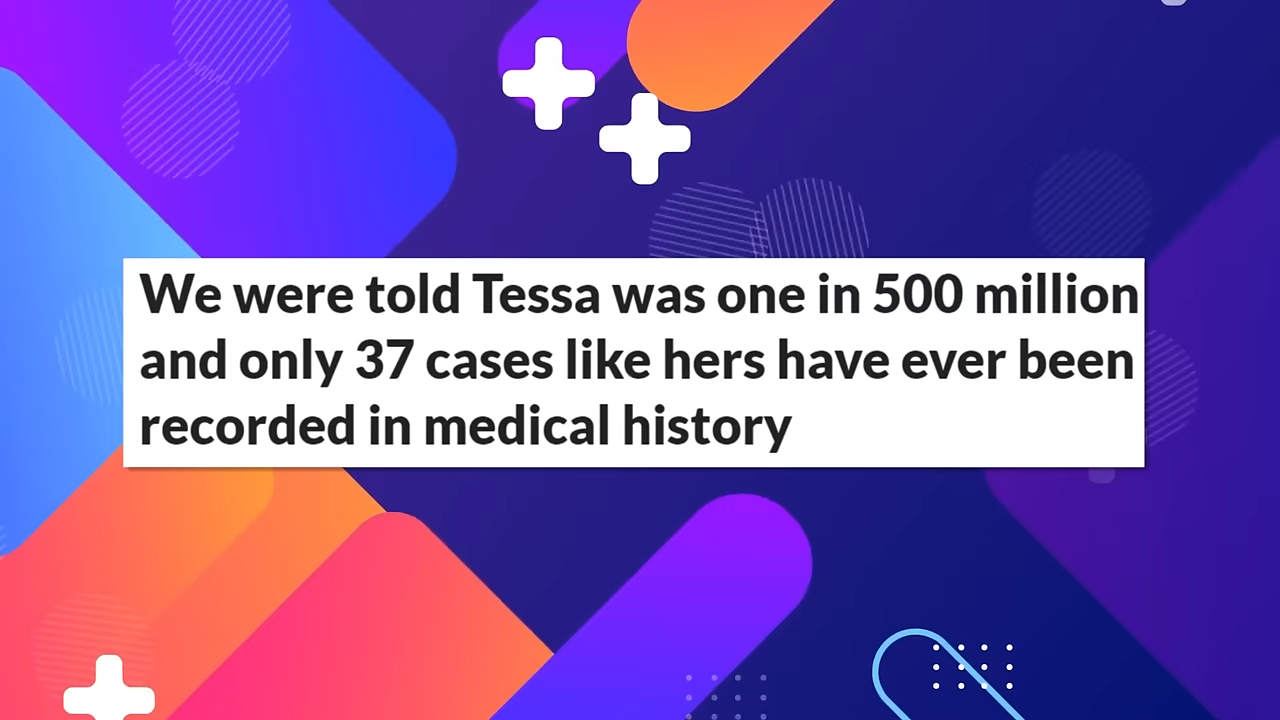 We were told Tessa was one in 500 million
and only 37 cases like hers have ever been
recorded in medical history